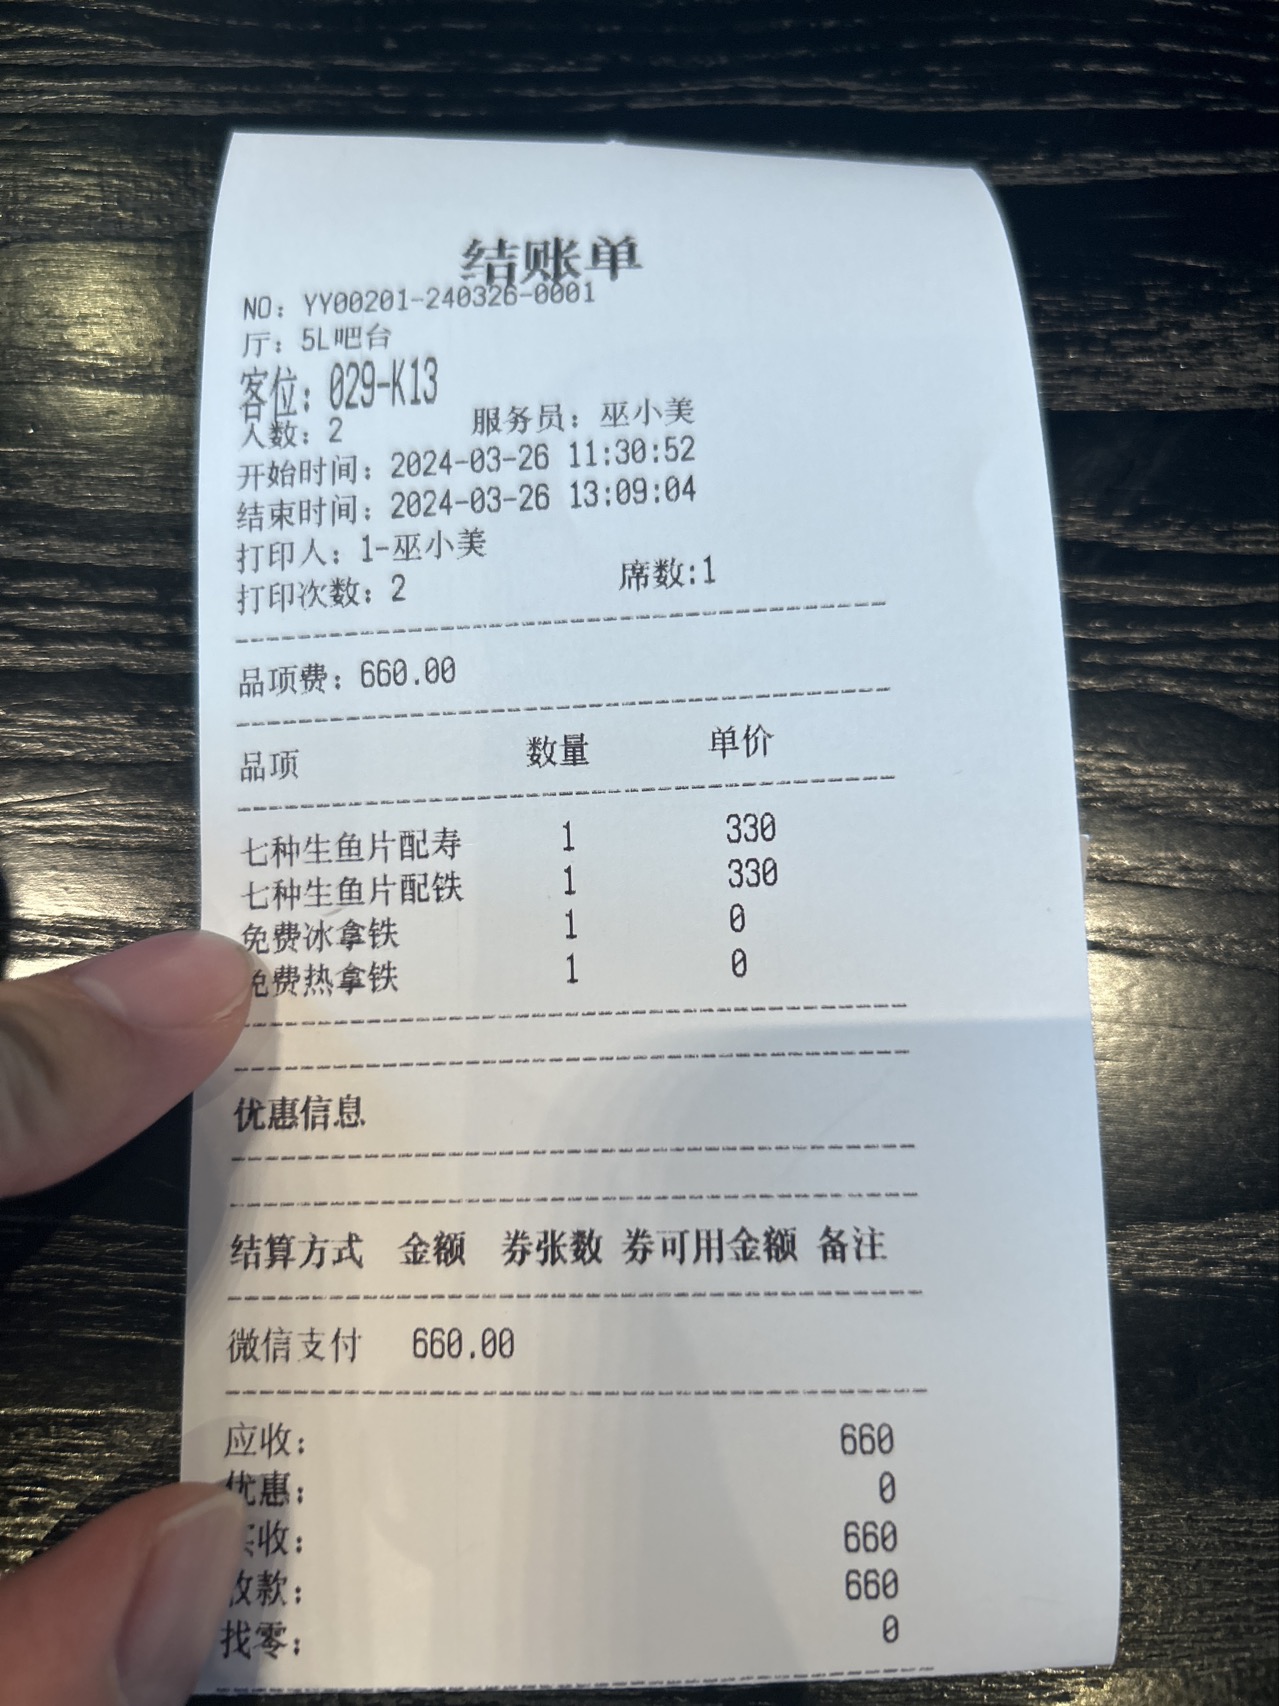 结账单
NO: YY00201-240326-0001
厅: 5L吧台
客位: 029-K13
人数: 2 服务员: 巫小美
开始时间: 2024-03-26 11:30:52
结束时间: 2024-03-26 13:09:04
打印人: 1-巫小美
打印次数: 2 席数:1
品项费: 660.00
品项 数量 单价
七种生鱼片配寿 1 330
七种生鱼片配铁 1 330
免费冰拿铁 1 0
免费热拿铁 1 0
优惠信息
结算方式 金额 券张数 券可用金额 备注
微信支付 660.00
应收: 660
优惠: 0
实收: 660
收款: 660
找零: 0